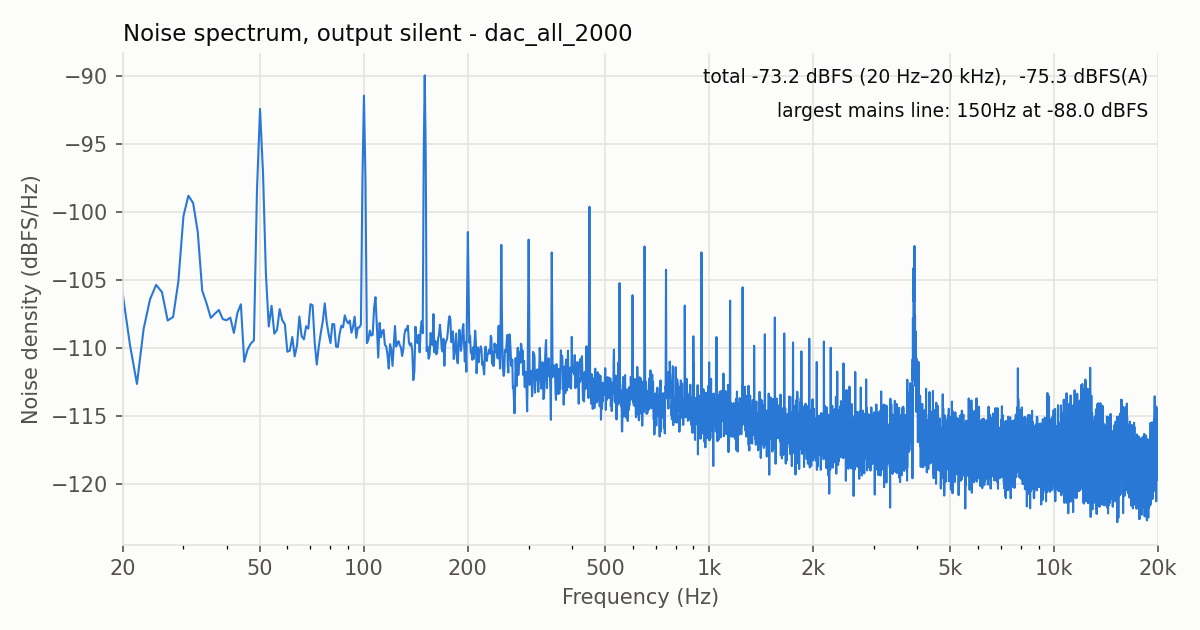 Noise spectrum, output silent - dac_all_2000
total -73.2 dBFS (20 Hz–20 kHz),  -75.3 dBFS(A)
largest mains line: 150Hz at -88.0 dBFS
Noise density (dBFS/Hz)
−90
−95
−100
−105
−110
−115
−120
20 50 100 200 500 1k 2k 5k 10k 20k
Frequency (Hz)